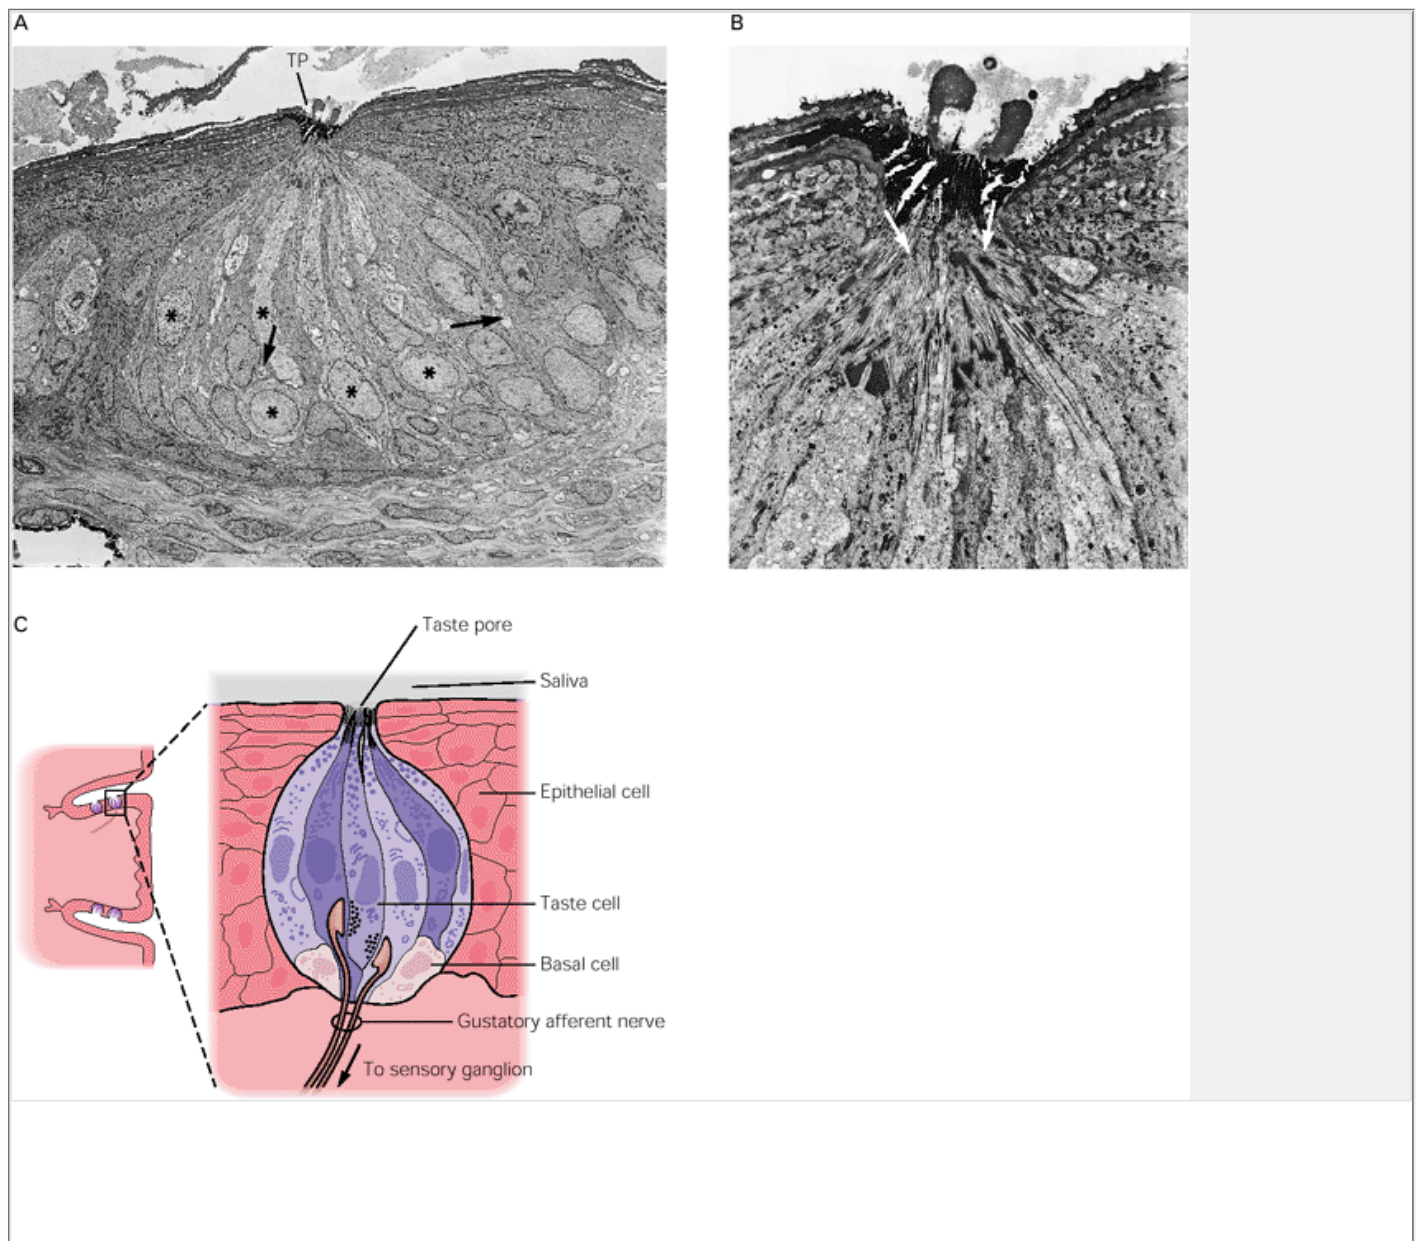 A
B
TP
*
*
*
*
*
C
Taste pore
Saliva
Epithelial cell
Taste cell
Basal cell
Gustatory afferent nerve
To sensory ganglion